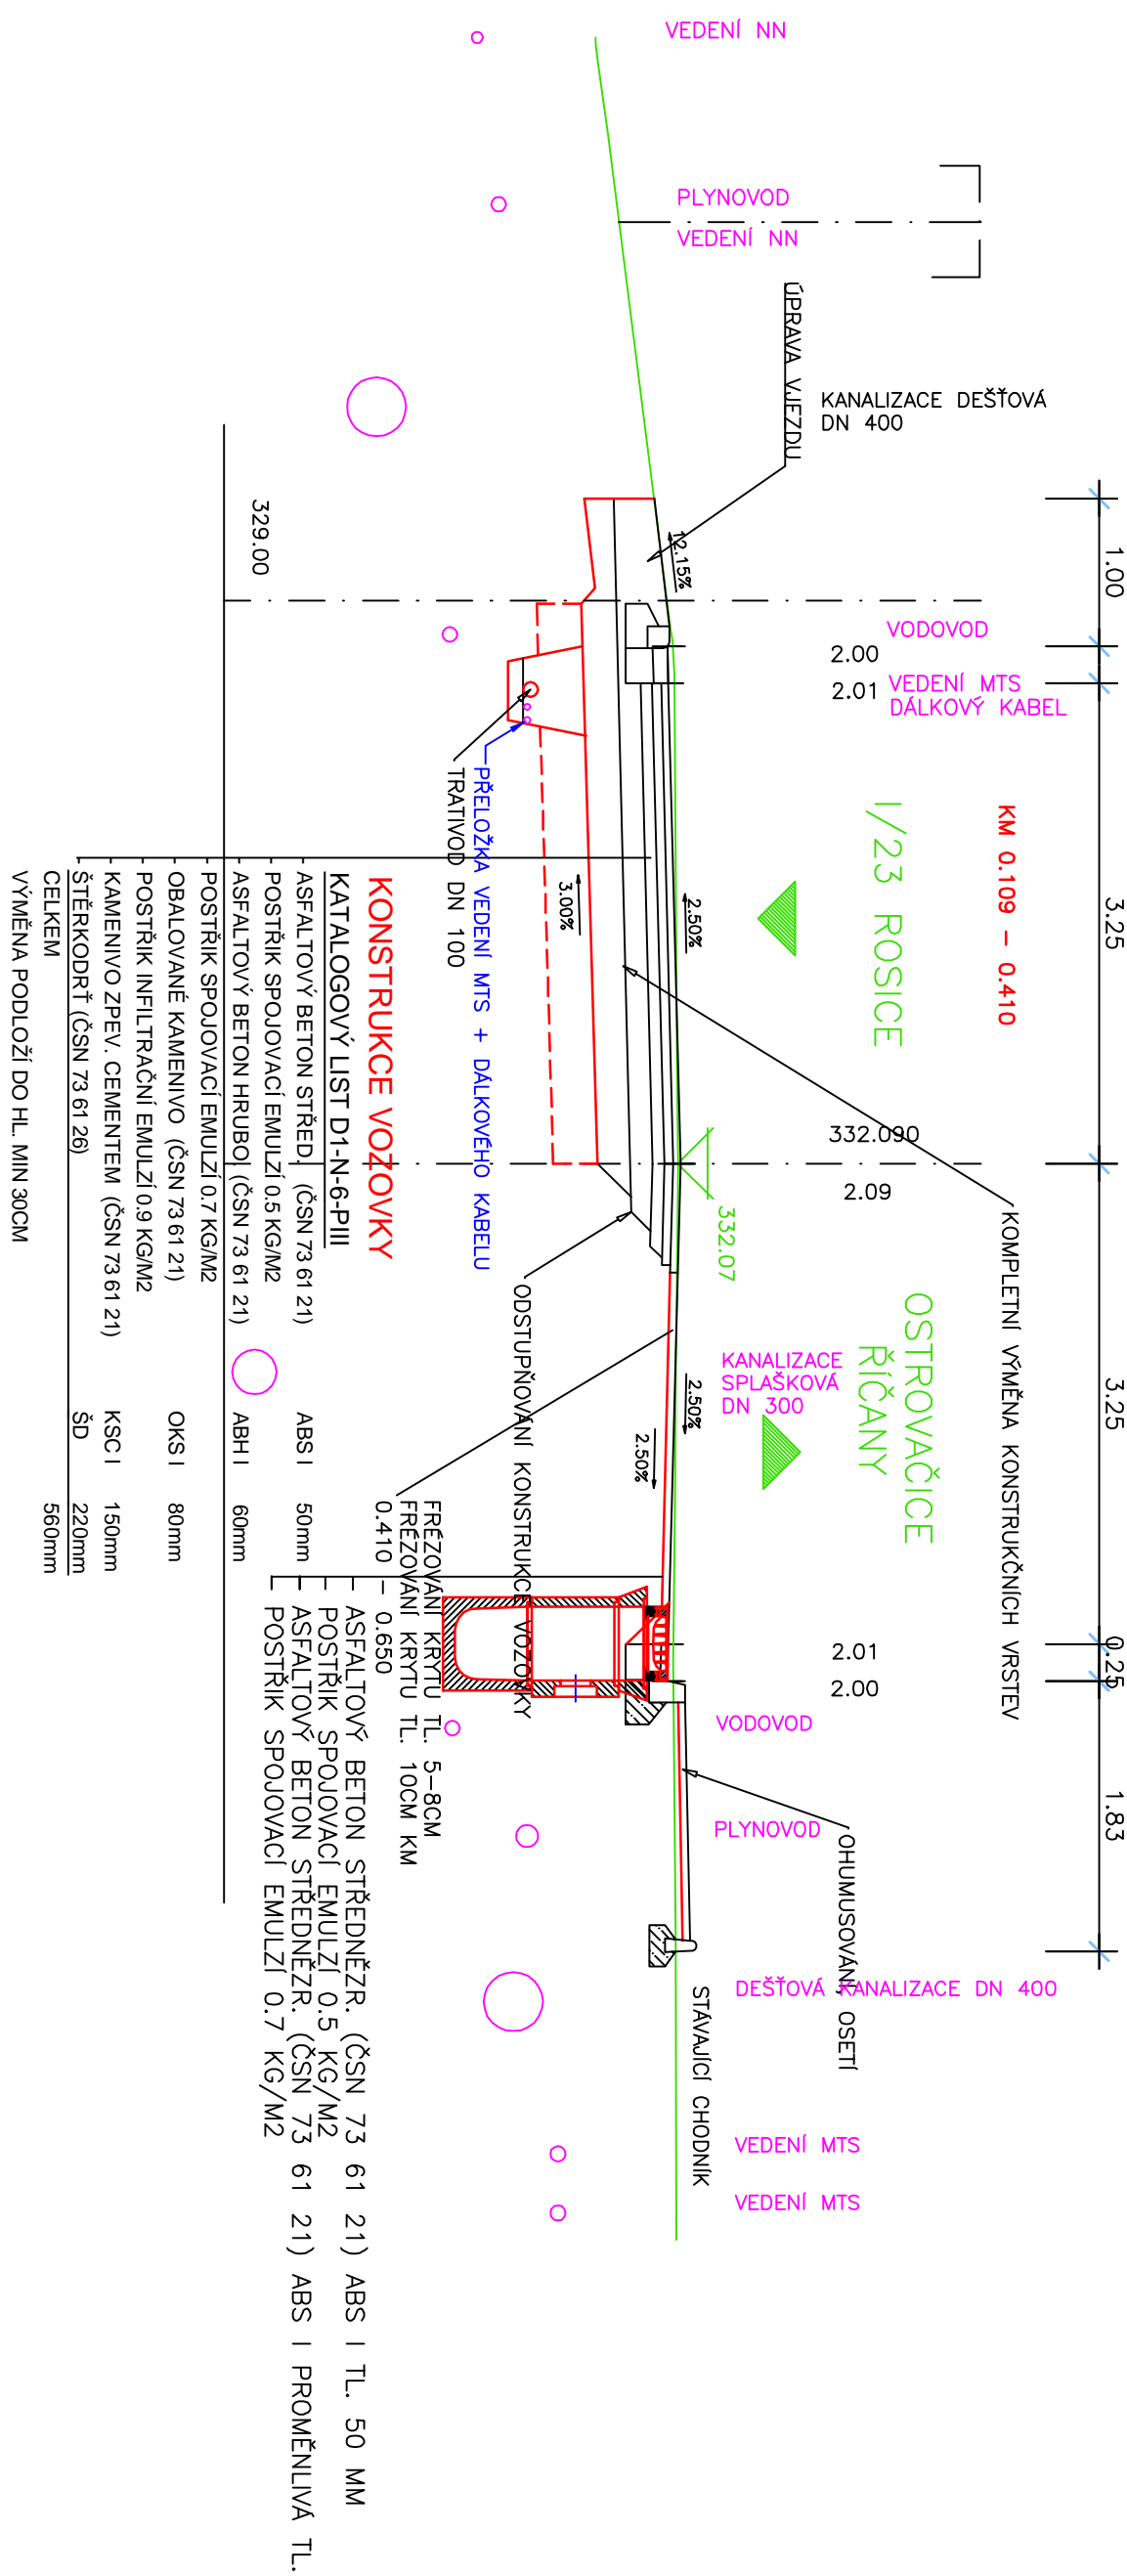 VEDENÍ NN
PLYNOVOD
VEDENÍ NN
ÚPRAVA VJEZDU
KANALIZACE DEŠŤOVÁ
DN 400
329.00
12.15%
1.00
VODOVOD
2.00
2.01
VEDENÍ MTS
DÁLKOVÝ KABEL
3.25
KM 0.109 – 0.410
I/23 ROSICE
2.50%
3.00%
TRATIVOD DN 100
PŘELOŽKA VEDENÍ MTS + DÁLKOVÉHO KABELU
332.090
2.09
332.07
KOMPLETNÍ VÝMĚNA KONSTRUKČNÍCH VRSTEV
OSTROVAČICE
ŘÍČANY
3.25
KANALIZACE
SPLAŠKOVÁ
DN 300
2.50%
2.50%
ODSTUPŇOVÁNÍ KONSTRUKCE VOZOVKY
KONSTRUKCE VOZOVKY
KATALOGOVÝ LIST D1-N-6-PIII
ASFALTOVÝ BETON STŘED. (ČSN 73 61 21) ABS I 50mm
POSTŘIK SPOJOVACÍ EMULZÍ 0.5 KG/M2
ASFALTOVÝ BETON HRUBOZ. (ČSN 73 61 21) ABH I 60mm
POSTŘIK SPOJOVACÍ EMULZÍ 0.7 KG/M2
OBALOVANÉ KAMENIVO (ČSN 73 61 21) OKS I 80mm
POSTŘIK INFILTRAČNÍ EMULZÍ 0.9 KG/M2
KAMENIVO ZPEV. CEMENTEM (ČSN 73 61 21) KSC I 150mm
ŠTĚRKODRŤ (ČSN 73 61 26) ŠD 220mm
CELKEM 560mm
VÝMĚNA PODLOŽÍ DO HL. MIN 30CM
0.25
2.01
2.00
VODOVOD
1.83
PLYNOVOD
OHUMUSOVÁNÍ, OSETÍ
FRÉZOVÁNÍ KRYTU TL. 5–8CM
FRÉZOVÁNÍ KRYTU TL. 10CM KM
0.410 – 0.650
ASFALTOVÝ BETON STŘEDNĚZR. (ČSN 73 61 21) ABS I TL. 50 MM
POSTŘIK SPOJOVACÍ EMULZÍ 0.5 KG/M2
ASFALTOVÝ BETON STŘEDNĚZR. (ČSN 73 61 21) ABS I PROMĚNLIVÁ TL.
POSTŘIK SPOJOVACÍ EMULZÍ 0.7 KG/M2
DEŠŤOVÁ KANALIZACE DN 400
STÁVAJÍCÍ CHODNÍK
VEDENÍ MTS
VEDENÍ MTS